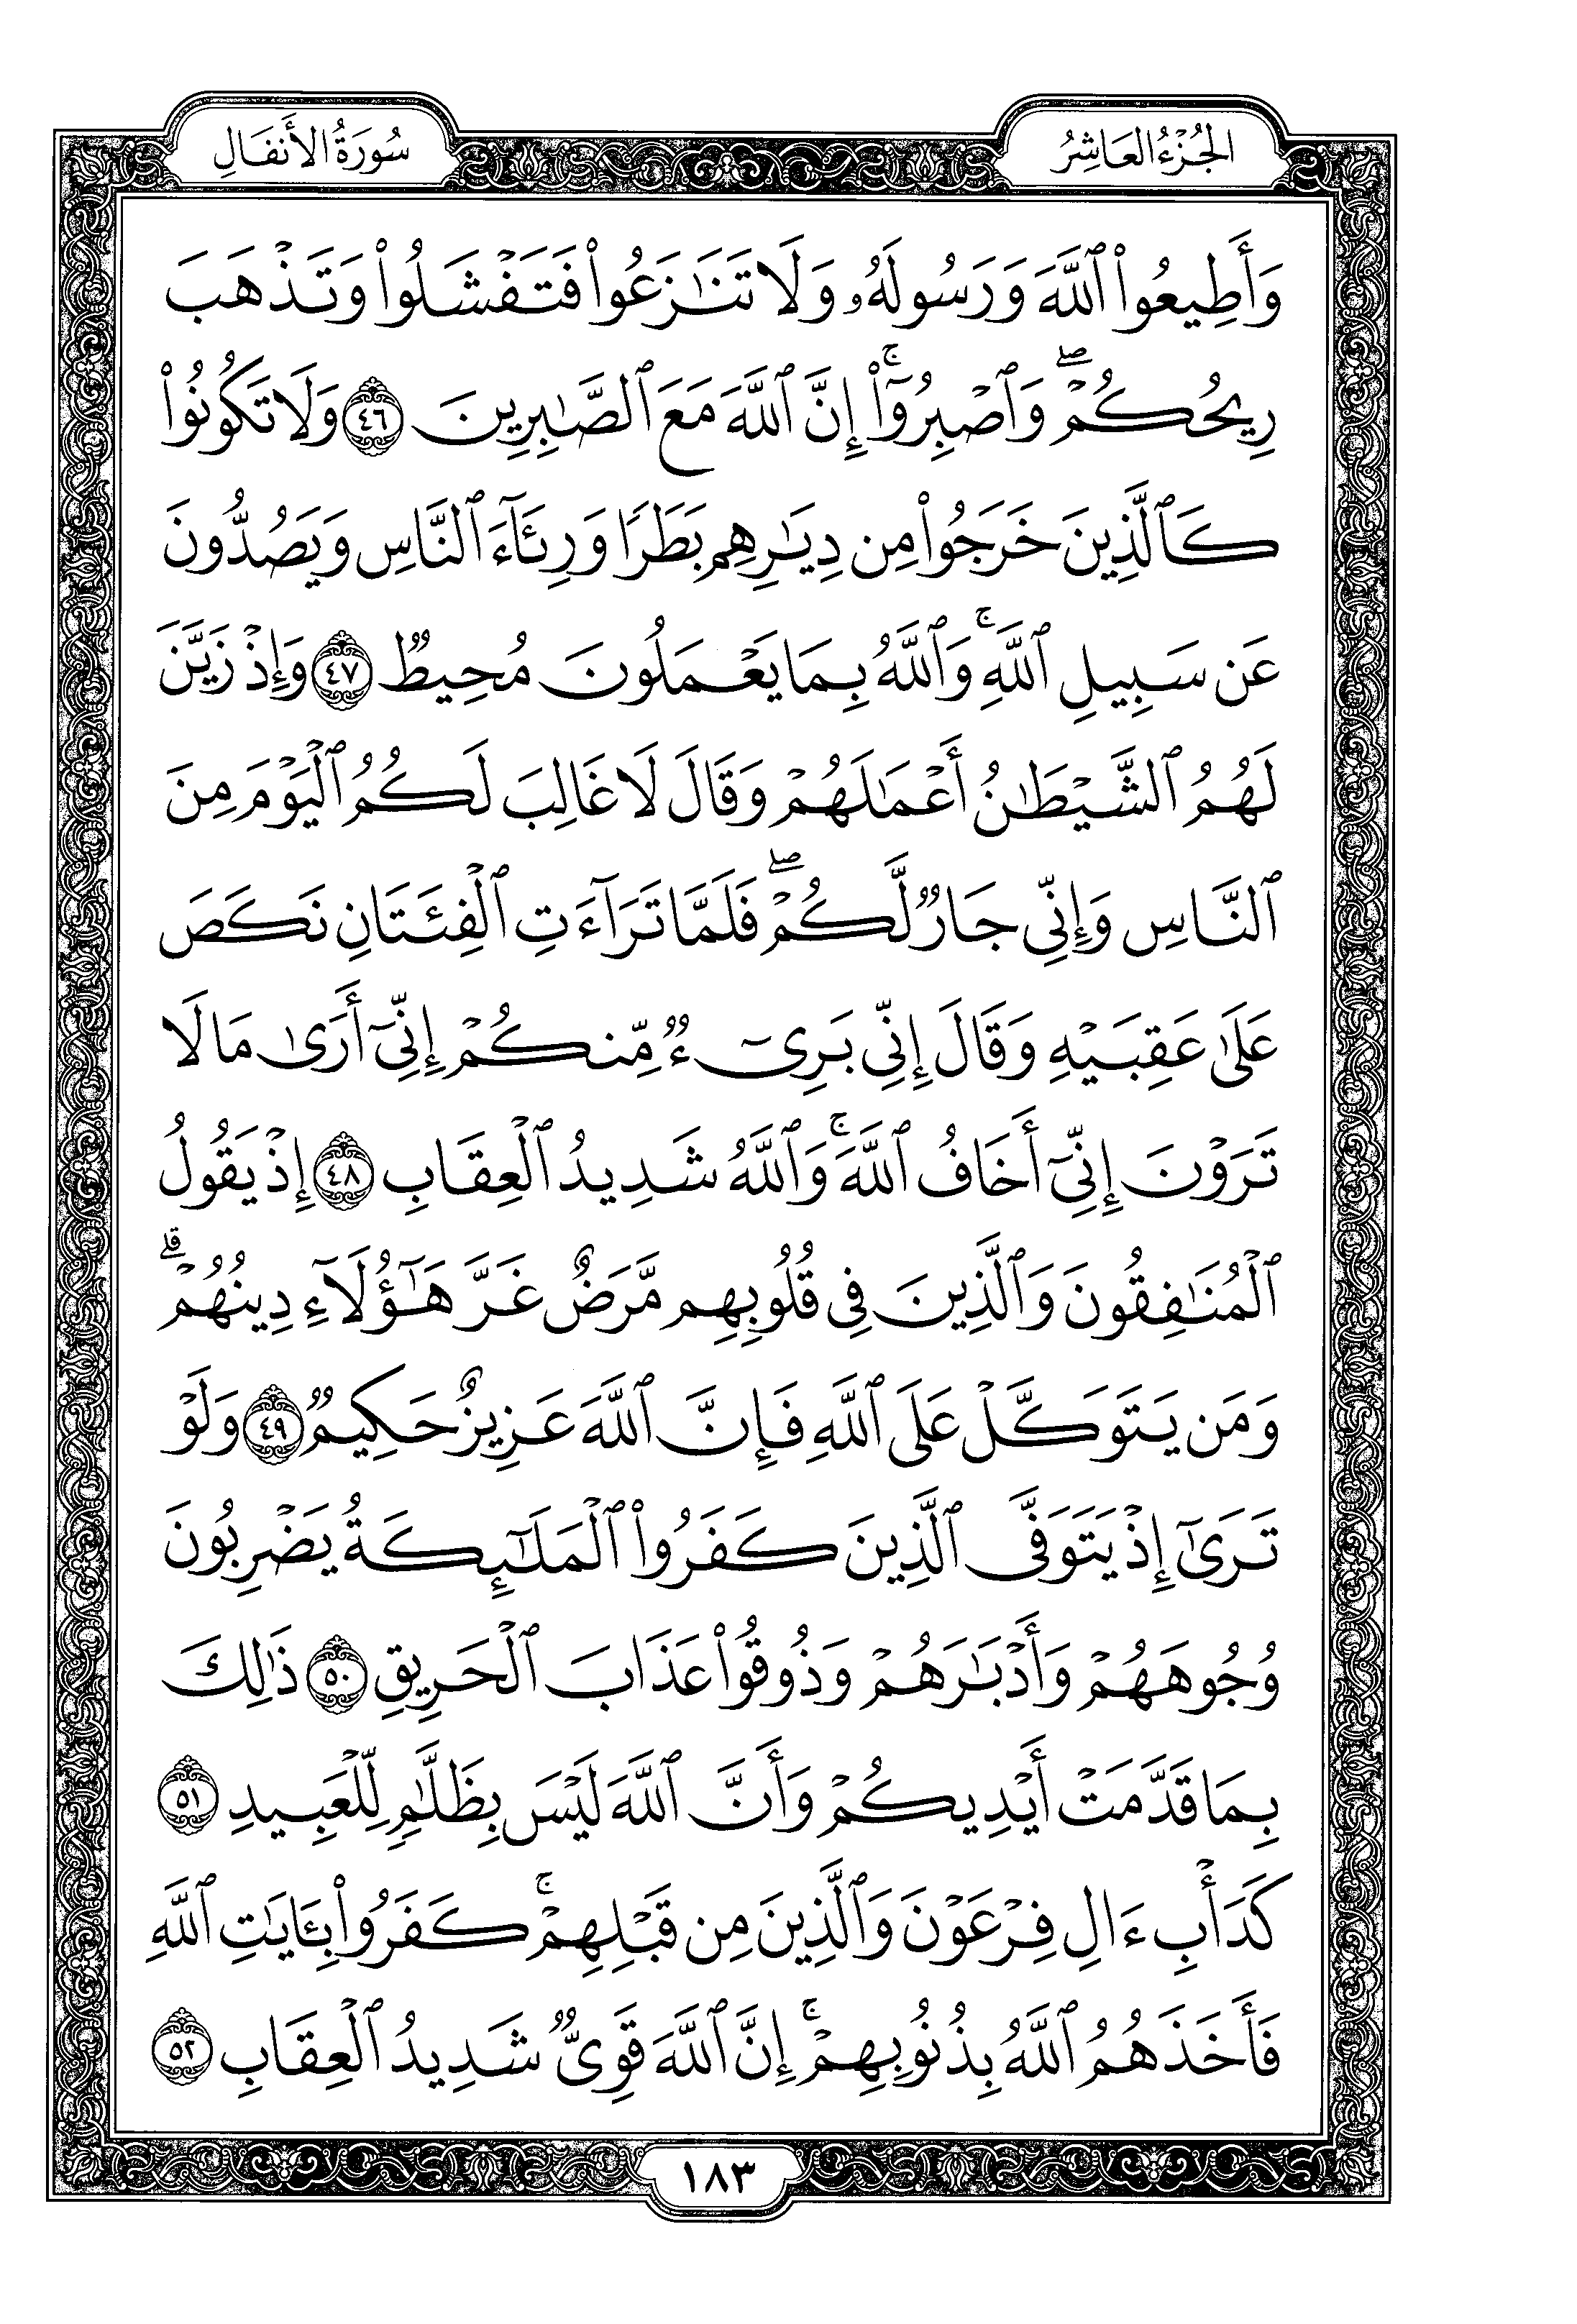 الجُزْءُ العَاشِرُ
سُورَةُ الأَنفَالِ
وَأَطِيعُوا۟ ٱللَّهَ وَرَسُولَهُۥ وَلَا تَنَٰزَعُوا۟ فَتَفۡشَلُوا۟ وَتَذۡهَبَ
رِيحُكُمۡۖ وَٱصۡبِرُوٓا۟ۚ إِنَّ ٱللَّهَ مَعَ ٱلصَّٰبِرِينَ ٤٦ وَلَا تَكُونُوا۟
كَٱلَّذِينَ خَرَجُوا۟ مِن دِيَٰرِهِم بَطَرٗا وَرِئَآءَ ٱلنَّاسِ وَيَصُدُّونَ
عَن سَبِيلِ ٱللَّهِۚ وَٱللَّهُ بِمَا يَعۡمَلُونَ مُحِيطٞ ٤٧ وَإِذۡ زَيَّنَ
لَهُمُ ٱلشَّيۡطَٰنُ أَعۡمَٰلَهُمۡ وَقَالَ لَا غَالِبَ لَكُمُ ٱلۡيَوۡمَ مِنَ
ٱلنَّاسِ وَإِنِّي جَارٞ لَّكُمۡۖ فَلَمَّا تَرَآءَتِ ٱلۡفِئَتَانِ نَكَصَ
عَلَىٰ عَقِبَيۡهِ وَقَالَ إِنِّي بَرِيٓءٞ مِّنكُمۡ إِنِّيٓ أَرَىٰ مَا لَا
تَرَوۡنَ إِنِّيٓ أَخَافُ ٱللَّهَۚ وَٱللَّهُ شَدِيدُ ٱلۡعِقَابِ ٤٨ إِذۡ يَقُولُ
ٱلۡمُنَٰفِقُونَ وَٱلَّذِينَ فِي قُلُوبِهِم مَّرَضٌ غَرَّ هَٰٓؤُلَآءِ دِينُهُمۡۗ
وَمَن يَتَوَكَّلۡ عَلَى ٱللَّهِ فَإِنَّ ٱللَّهَ عَزِيزٌ حَكِيمٞ ٤٩ وَلَوۡ
تَرَىٰٓ إِذۡ يَتَوَفَّى ٱلَّذِينَ كَفَرُوا۟ ٱلۡمَلَٰٓئِكَةُ يَضۡرِبُونَ
وُجُوهَهُمۡ وَأَدۡبَٰرَهُمۡ وَذُوقُوا۟ عَذَابَ ٱلۡحَرِيقِ ٥٠ ذَٰلِكَ
بِمَا قَدَّمَتۡ أَيۡدِيكُمۡ وَأَنَّ ٱللَّهَ لَيۡسَ بِظَلَّٰمٖ لِّلۡعَبِيدِ ٥١
كَدَأۡبِ ءَالِ فِرۡعَوۡنَ وَٱلَّذِينَ مِن قَبۡلِهِمۡۚ كَفَرُوا۟ بِـَٔايَٰتِ ٱللَّهِ
فَأَخَذَهُمُ ٱللَّهُ بِذُنُوبِهِمۡۚ إِنَّ ٱللَّهَ قَوِيّٞ شَدِيدُ ٱلۡعِقَابِ ٥٢
١٨٣